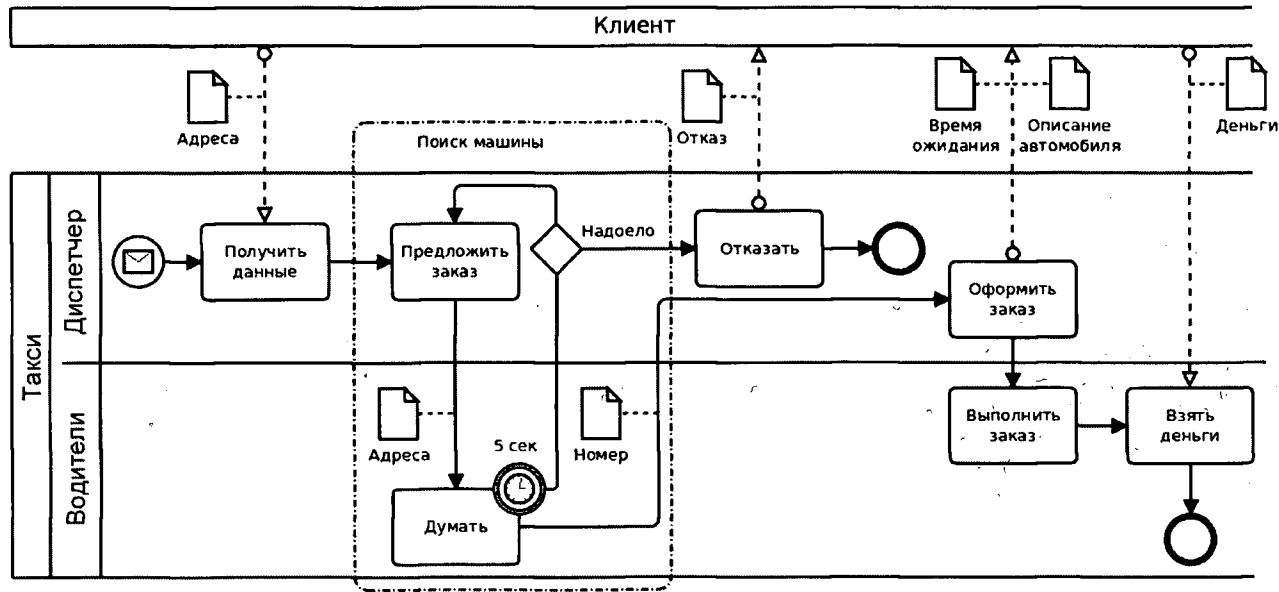 Клиент
Адреса
Отказ
Время
ожидания
Описание
автомобиля
Деньги
Поиск машины
Такси
Диспетчер
Получить
данные
Предложить
заказ
Надоело
Отказать
Оформить
заказ
Водители
Адреса
5 сек
Номер
Думать
Выполнить
заказ
Взять
деньги